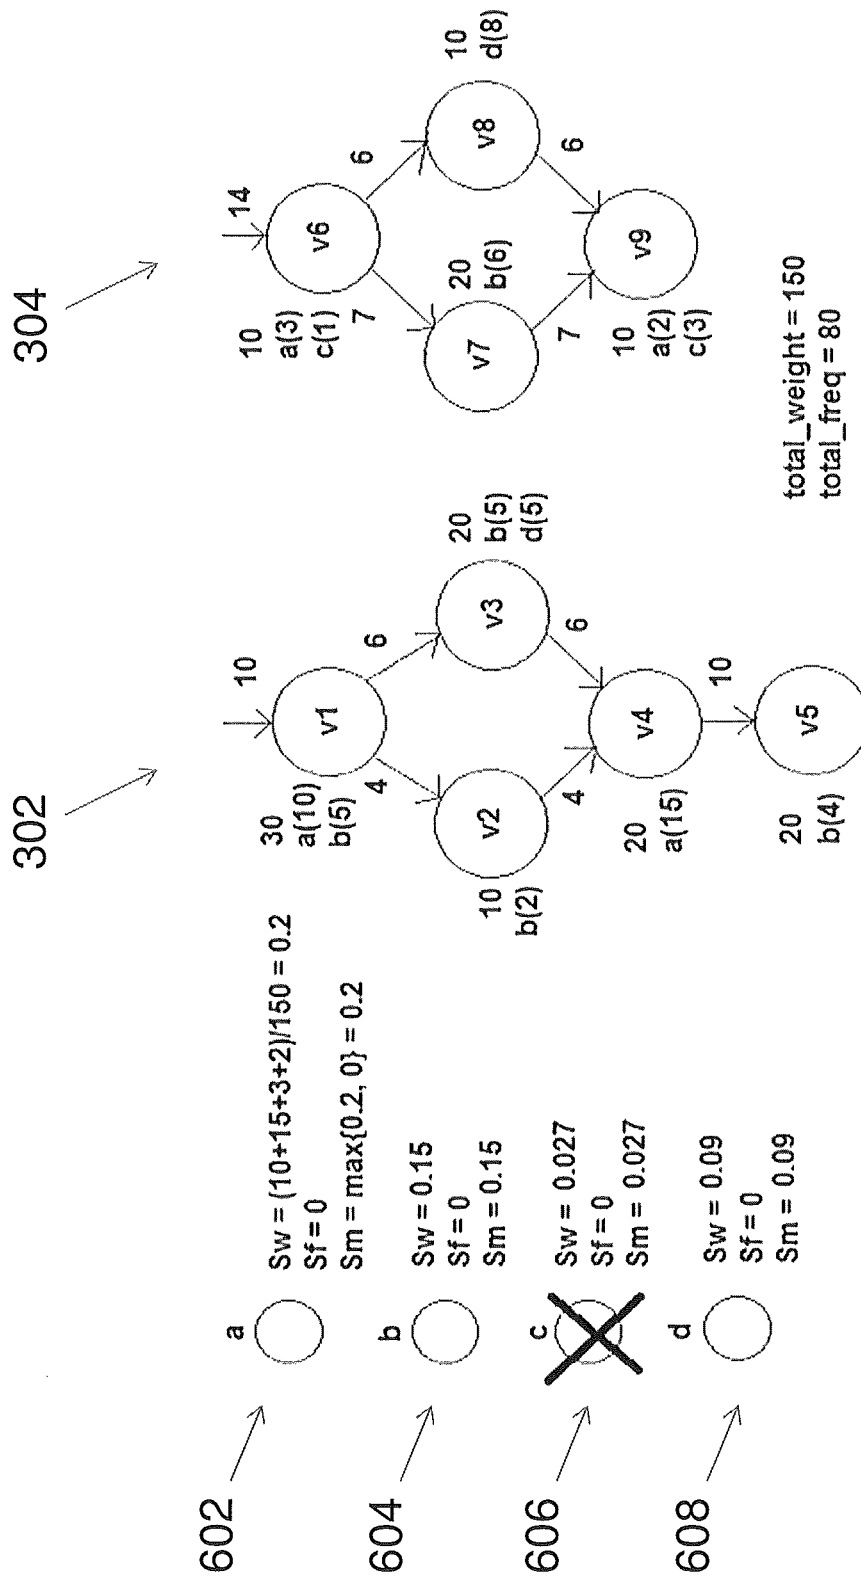 602
a
Sw = (10+15+3+2)/150 = 0.2
Sf = 0
Sm = max{0.2, 0} = 0.2
604
b
Sw = 0.15
Sf = 0
Sm = 0.15
606
c
Sw = 0.027
Sf = 0
Sm = 0.027
608
d
Sw = 0.09
Sf = 0
Sm = 0.09
302
10
30
a(10)
b(5)
v1
4
6
10
b(2)
v2
20
b(5)
d(5)
v3
4
6
20
a(15)
v4
10
20
b(4)
v5
304
14
10
a(3)
c(1)
v6
7
6
20
b(6)
v7
10
d(8)
v8
7
6
10
a(2)
c(3)
v9
total_weight = 150
total_freq = 80